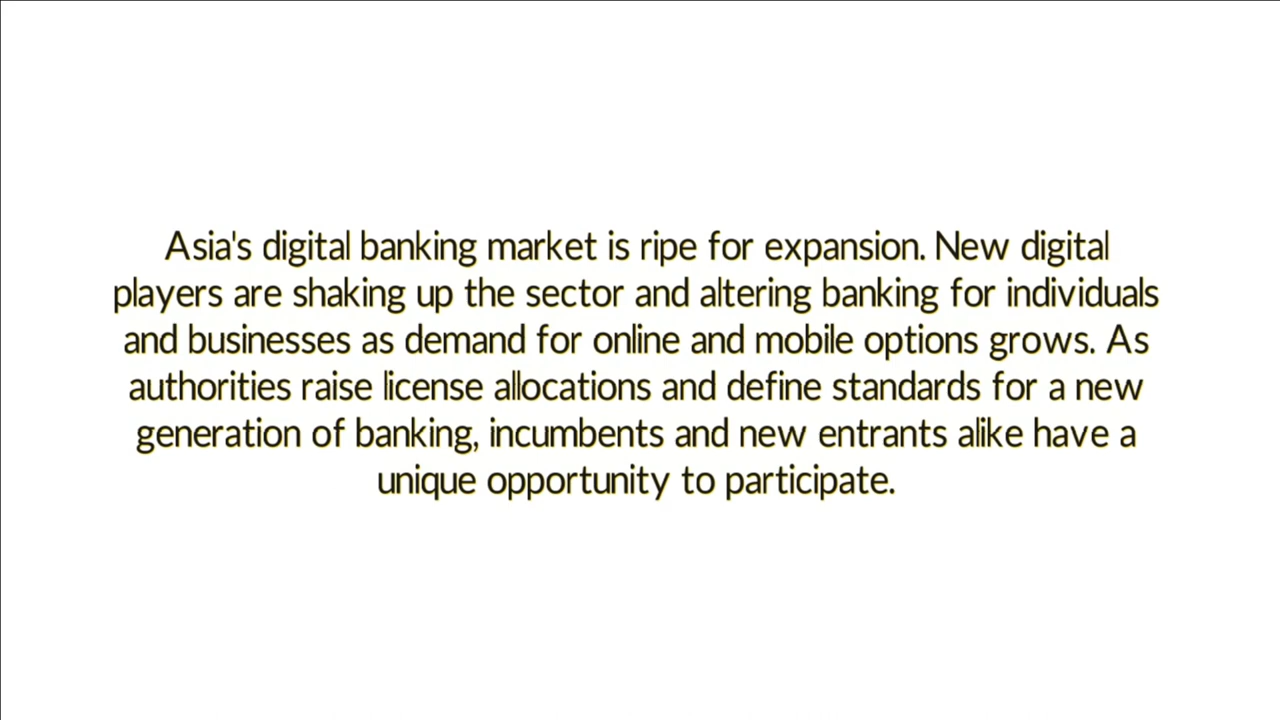 Asia's digital banking market is ripe for expansion. New digital
players are shaking up the sector and altering banking for individuals
and businesses as demand for online and mobile options grows. As
authorities raise license allocations and define standards for a new
generation of banking, incumbents and new entrants alike have a
unique opportunity to participate.